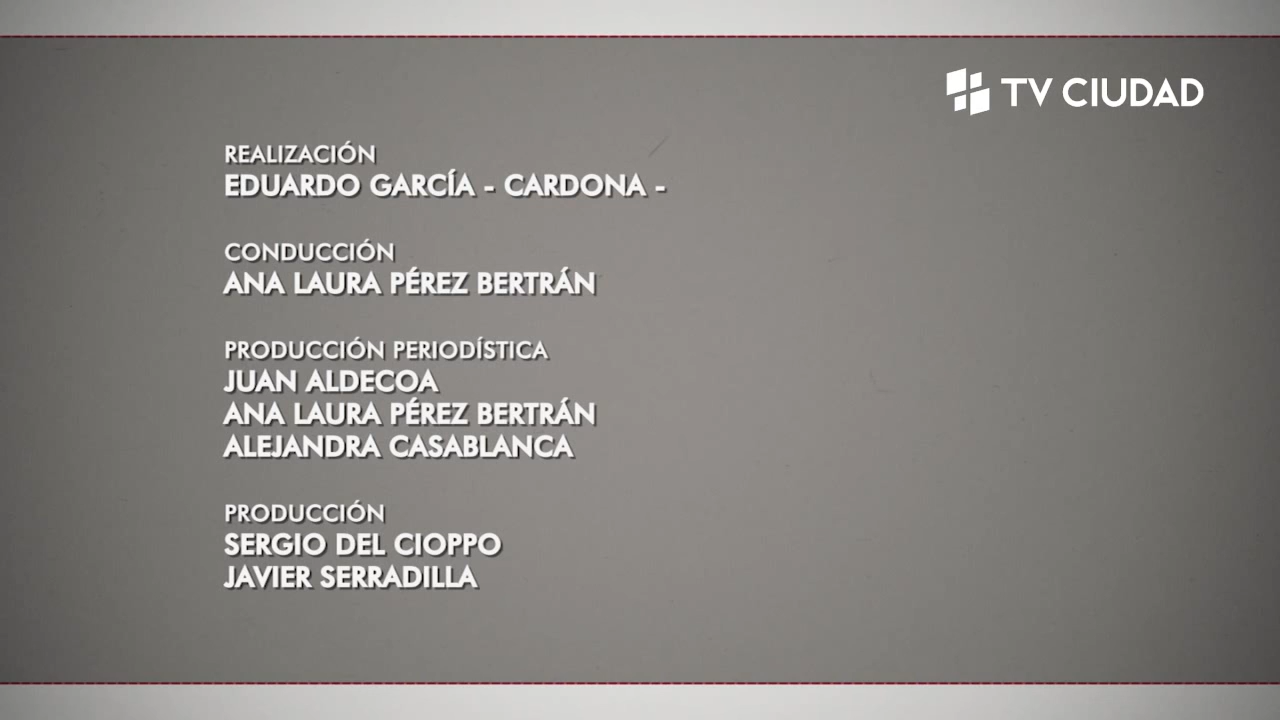 TV CIUDAD
REALIZACIÓN
EDUARDO GARCÍA - CARDONA -
CONDUCCIÓN
ANA LAURA PÉREZ BERTRÁN
PRODUCCIÓN PERIODÍSTICA
JUAN ALDECOA
ANA LAURA PÉREZ BERTRÁN
ALEJANDRA CASABLANCA
PRODUCCIÓN
SERGIO DEL CIOPPO
JAVIER SERRADILLA